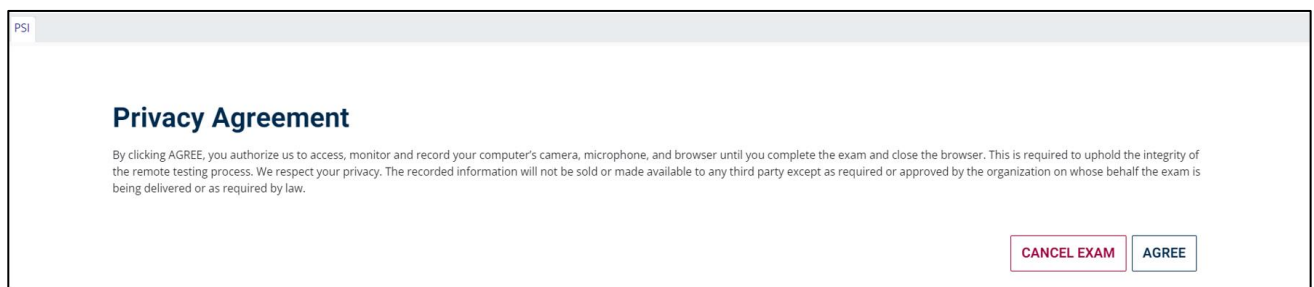 PSI
Privacy Agreement
By clicking AGREE, you authorize us to access, monitor and record your computer's camera, microphone, and browser until you complete the exam and close the browser. This is required to uphold the integrity of
the remote testing process. We respect your privacy. The recorded information will not be sold or made available to any third party except as required or approved by the organization on whose behalf the exam is
being delivered or as required by law.
CANCEL EXAM AGREE